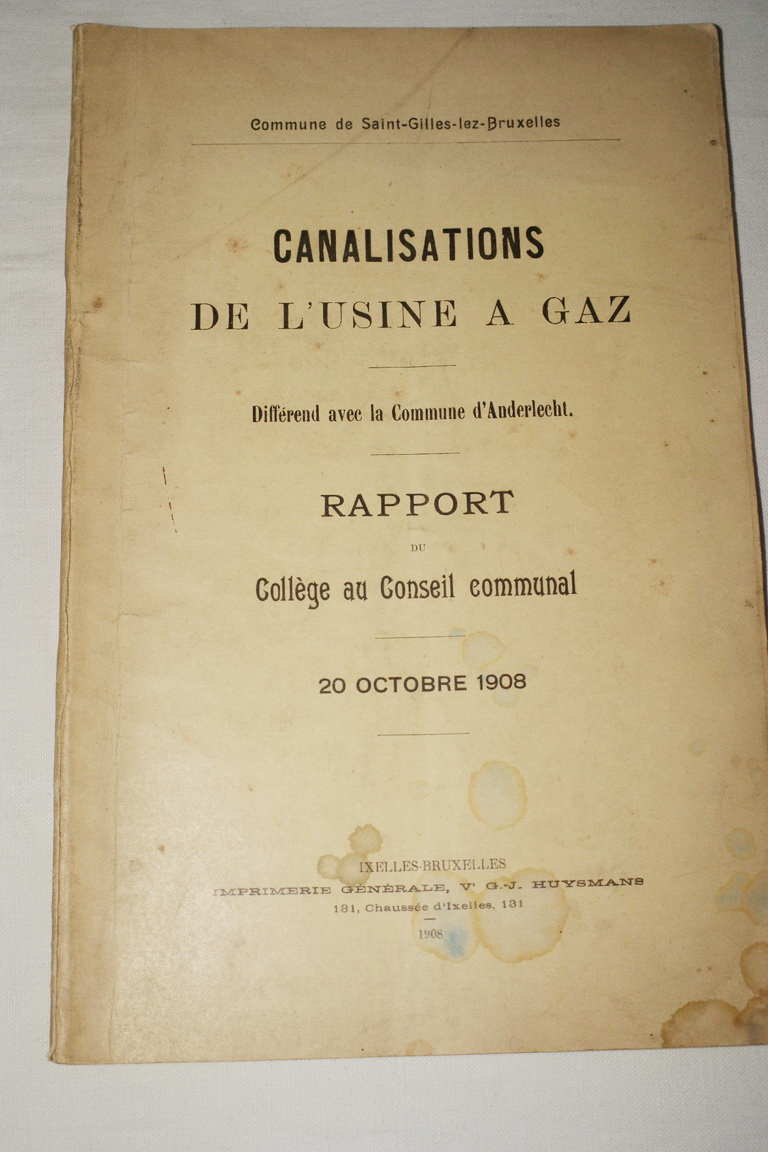 Commune de Saint-Gilles-lez-Bruxelles
CANALISATIONS
DE L'USINE A GAZ
Différend avec la Commune d'Anderlecht.
RAPPORT
DU
Collège au Conseil communal
20 OCTOBRE 1908
IXELLES-BRUXELLES
IMPRIMERIE GÉNÉRALE, Vᵉ G.-J. HUYSMANS
131, Chaussée d'Ixelles, 131
1908